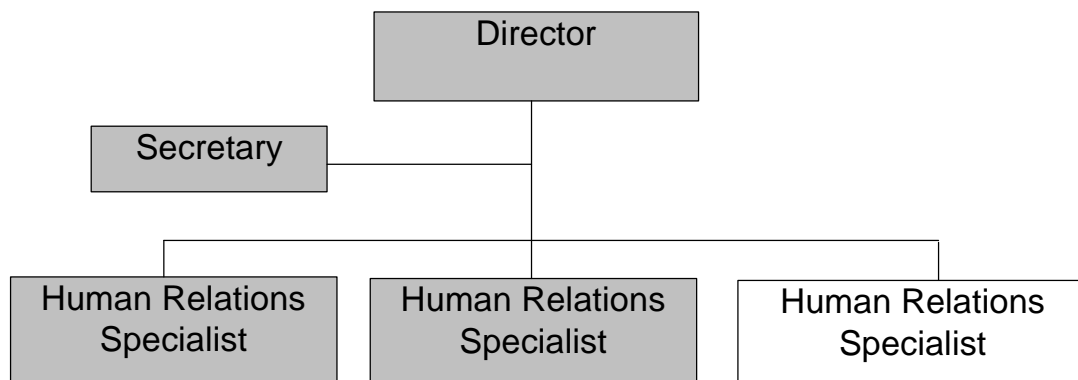 Director
Secretary
Human Relations
Specialist
Human Relations
Specialist
Human Relations
Specialist